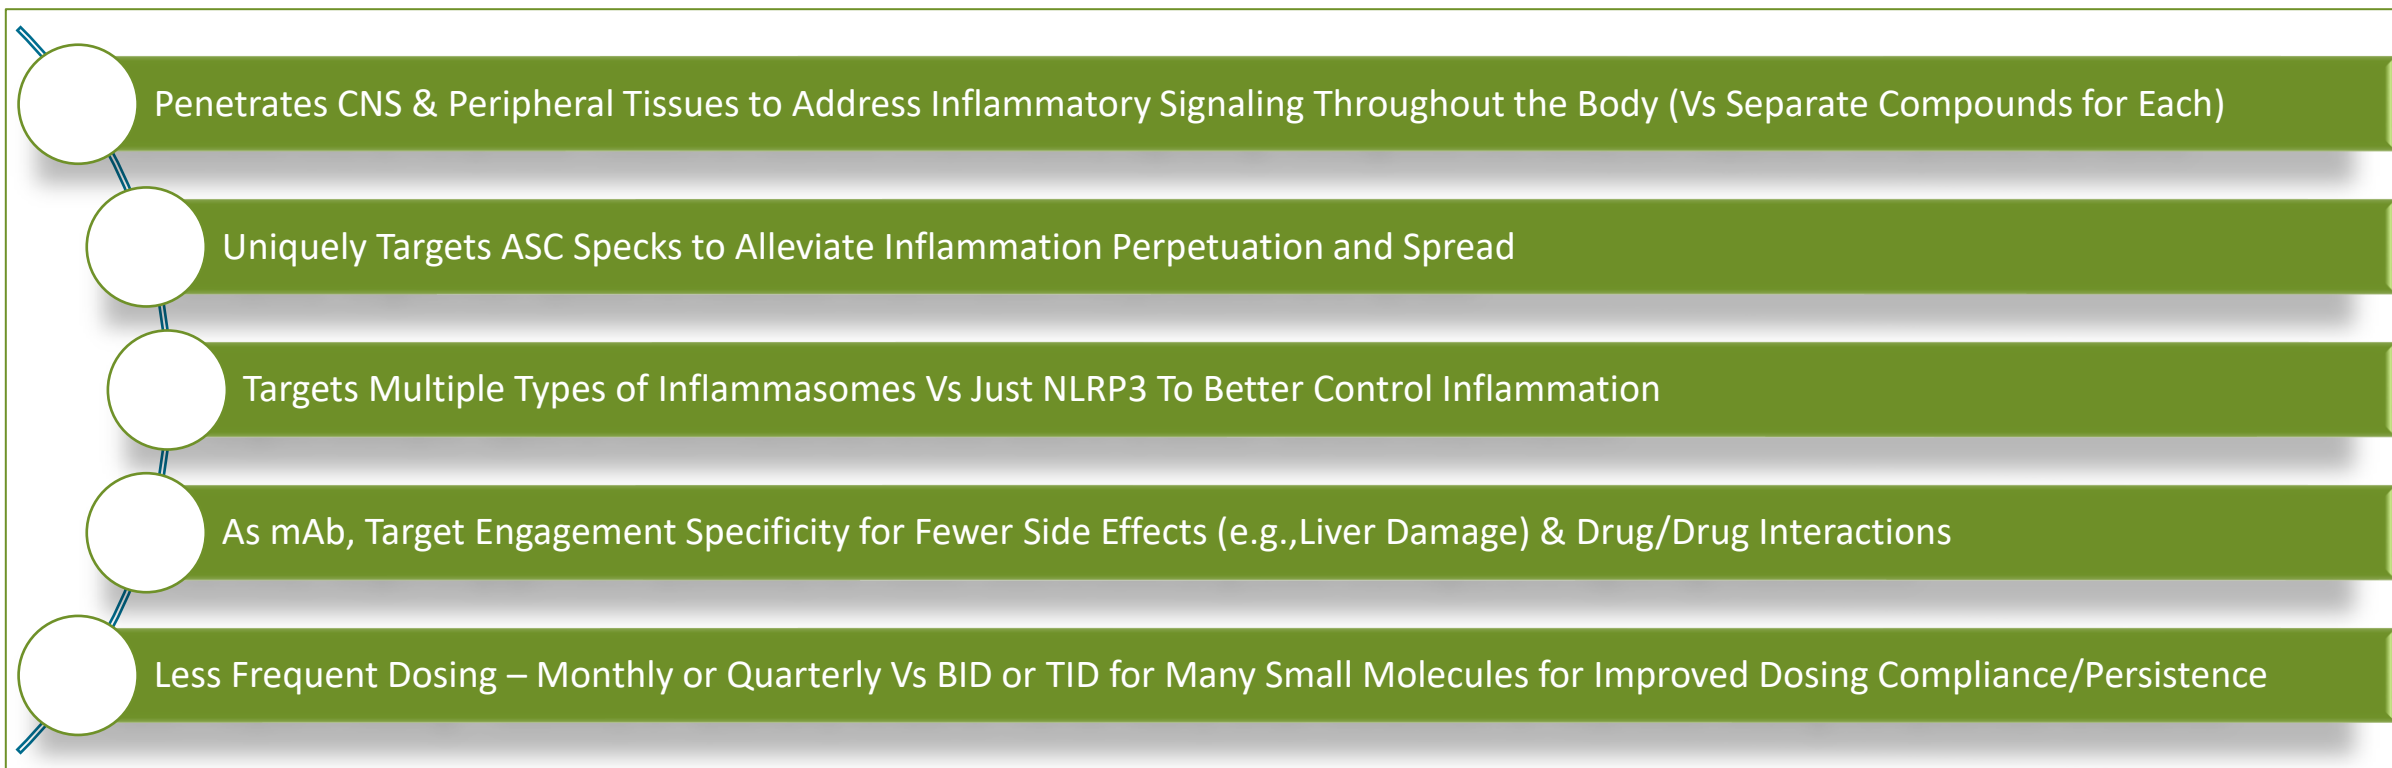 Penetrates CNS & Peripheral Tissues to Address Inflammatory Signaling Throughout the Body (Vs Separate Compounds for Each)
Uniquely Targets ASC Specks to Alleviate Inflammation Perpetuation and Spread
Targets Multiple Types of Inflammasomes Vs Just NLRP3 To Better Control Inflammation
As mAb, Target Engagement Specificity for Fewer Side Effects (e.g.,Liver Damage) & Drug/Drug Interactions
Less Frequent Dosing – Monthly or Quarterly Vs BID or TID for Many Small Molecules for Improved Dosing Compliance/Persistence